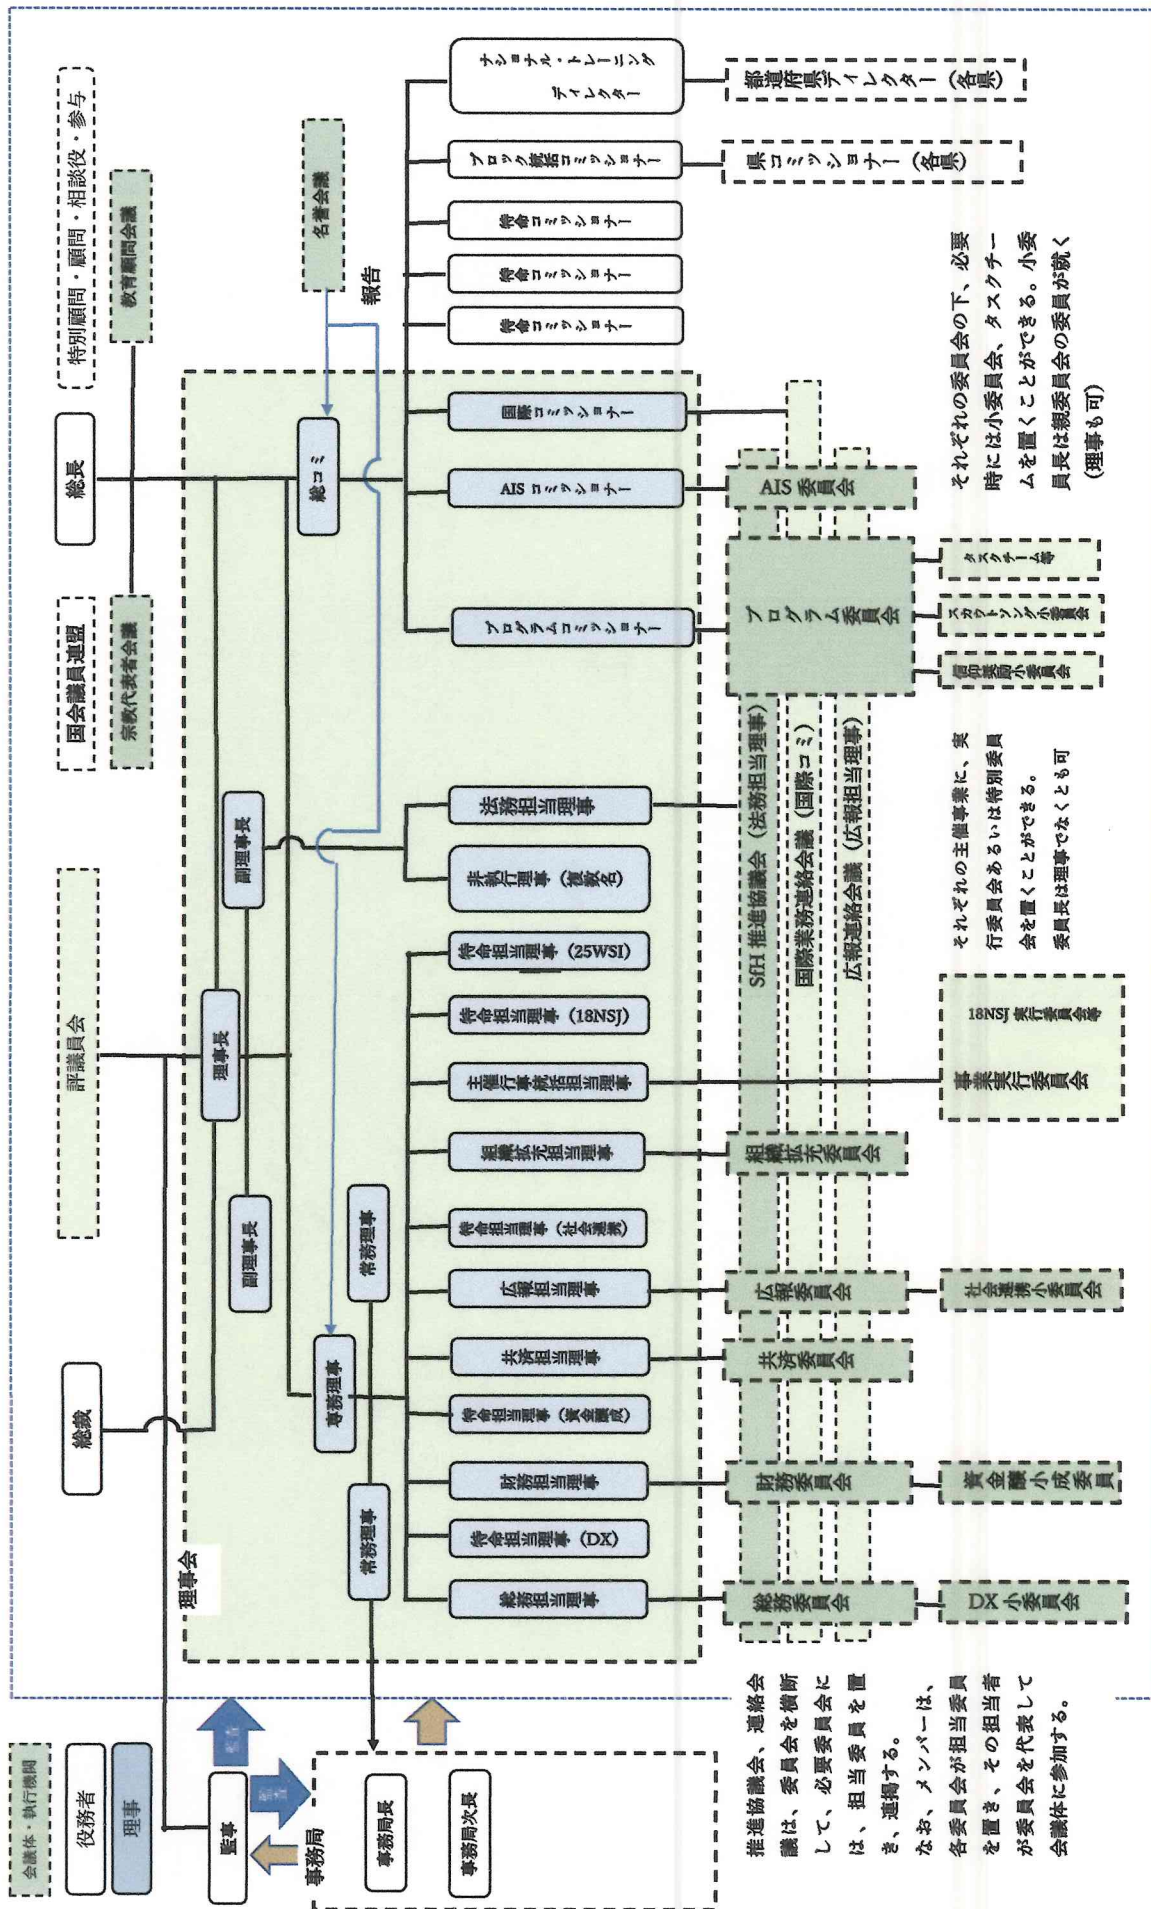 会議体・執行機関
役務者
理事
監事
監査
監査
事務局
事務局長
事務局次長
総裁
評議員会
総長
国会議員連盟
特別顧問・顧問・相談役・参与
宗教代表者会議
教育顧問会議
理事会
理事長
副理事長
副理事長
名誉会議
報告
総コミ
専務理事
常務理事
常務理事
総務担当理事
特命担当理事（DX）
財務担当理事
特命担当理事（資金醸成）
共済担当理事
広報担当理事
特命担当理事（社会連携）
組織拡充担当理事
主催行事統括担当理事
特命担当理事（18NSJ）
特命担当理事（25WSJ）
非執行理事（複数名）
法務担当理事
プログラムコミッショナー
AISコミッショナー
国際コミッショナー
特命コミッショナー
特命コミッショナー
特命コミッショナー
ブロック統括コミッショナー
ナショナル・トレーニング
ディレクター
総務委員会
財務委員会
共済委員会
広報委員会
組織拡充委員会
SfH推進協議会（法務担当理事）
国際業務連絡会議（国際コミ）
広報連絡会議（広報担当理事）
プログラム委員会
AIS委員会
県コミッショナー（各県）
都道府県ディレクター（各県）
DX小委員会
資金醸小成委員
社会連携小委員会
事業実行委員会
18NSJ実行委員会等
信仰奨励小委員会
スカウトソング小委員会
タスクチーム等
推進協議会、連絡会
議は、委員会を横断
して、必要委員会に
は、担当委員を置
き、連携する。
なお、メンバーは、
各委員会が担当委員
を置き、その担当者
が委員会を代表して
会議体に参加する。
それぞれの主催事業に、実
行委員会あるいは特別委員
会を置くことができる。
委員長は理事でなくとも可
それぞれの委員会の下、必要
時には小委員会、タスクチー
ムを置くことができる。小委
員長は親委員会の委員が就く
（理事も可）